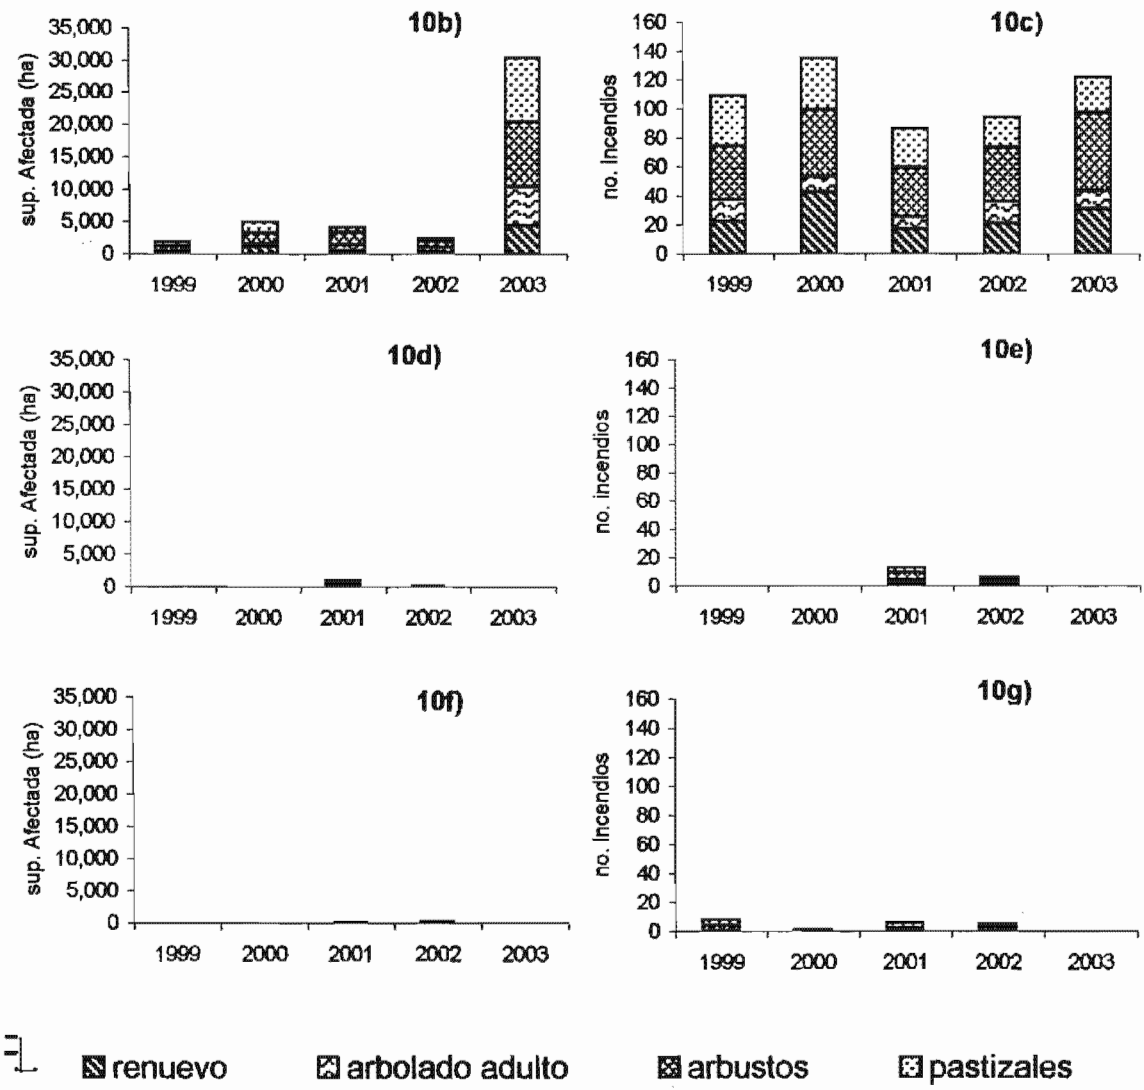 10b)
sup. Afectada (ha)
35,000
30,000
25,000
20,000
15,000
10,000
5,000
0
1999 2000 2001 2002 2003
10c)
no. Incendios
160
140
120
100
80
60
40
20
0
1999 2000 2001 2002 2003
10d)
sup. Afectada (ha)
35,000
30,000
25,000
20,000
15,000
10,000
5,000
0
1999 2000 2001 2002 2003
10e)
no. incendios
160
140
120
100
80
60
40
20
0
1999 2000 2001 2002 2003
10f)
sup. Afectada (ha)
35,000
30,000
25,000
20,000
15,000
10,000
5,000
0
1999 2000 2001 2002 2003
10g)
no. Incendios
160
140
120
100
80
60
40
20
0
1999 2000 2001 2002 2003
renuevo arbolado adulto arbustos pastizales